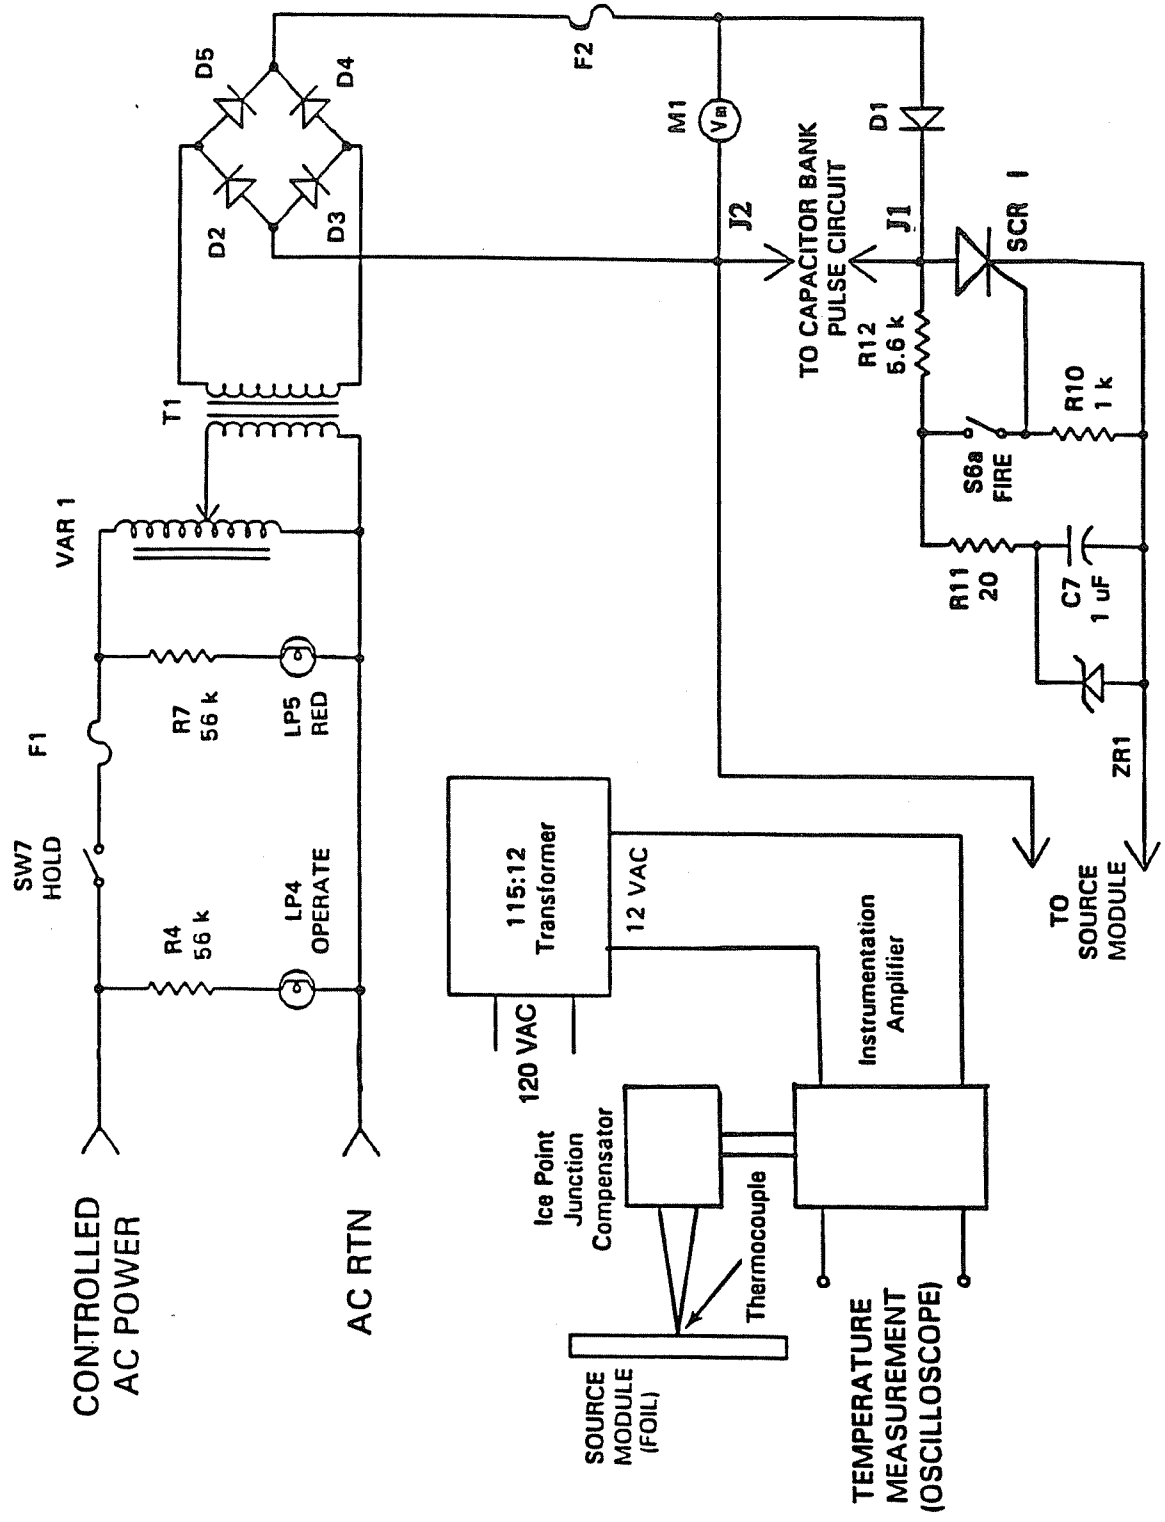 CONTROLLED
AC POWER
AC RTN
SW7
HOLD
F1
R4
56 k
LP4
OPERATE
R7
56 k
LP5
RED
VAR 1
T1
D5
D4
D2
D3
F2
M1
Vm
D1
J2
TO CAPACITOR BANK
PULSE CIRCUIT
J1
SCR 1
R12
5.6 k
R10
1 k
S6a
FIRE
R11
20
C7
1 uF
ZR1
TO
SOURCE
MODULE
115:12
Transformer
12 VAC
120 VAC
Ice Point
Junction
Compensator
Instrumentation
Amplifier
Thermocouple
SOURCE
MODULE
(FOIL)
TEMPERATURE
MEASUREMENT
(OSCILLOSCOPE)